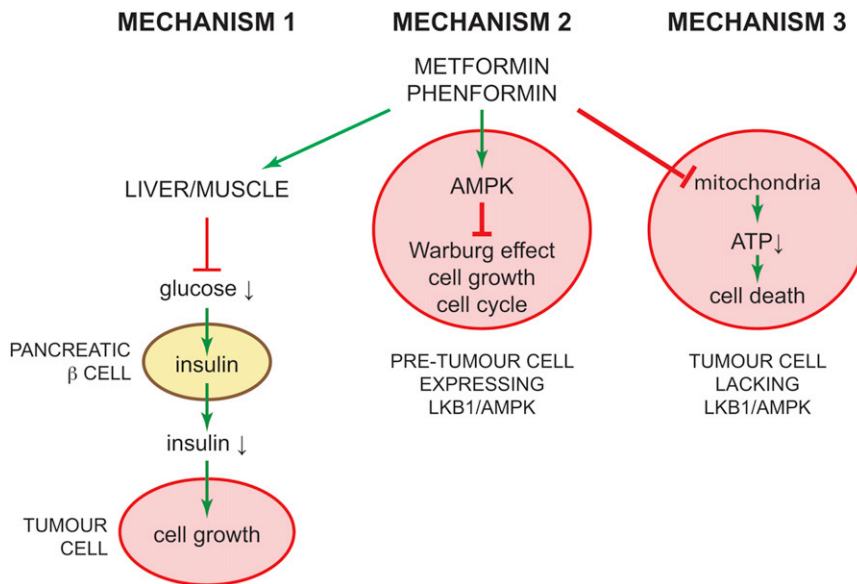 MECHANISM 1
MECHANISM 2
MECHANISM 3
METFORMIN
PHENFORMIN
LIVER/MUSCLE
glucose ↓
PANCREATIC
β CELL
insulin
insulin ↓
TUMOUR
CELL
cell growth
AMPK
Warburg effect
cell growth
cell cycle
PRE-TUMOUR CELL
EXPRESSING
LKB1/AMPK
mitochondria
ATP↓
cell death
TUMOUR CELL
LACKING
LKB1/AMPK